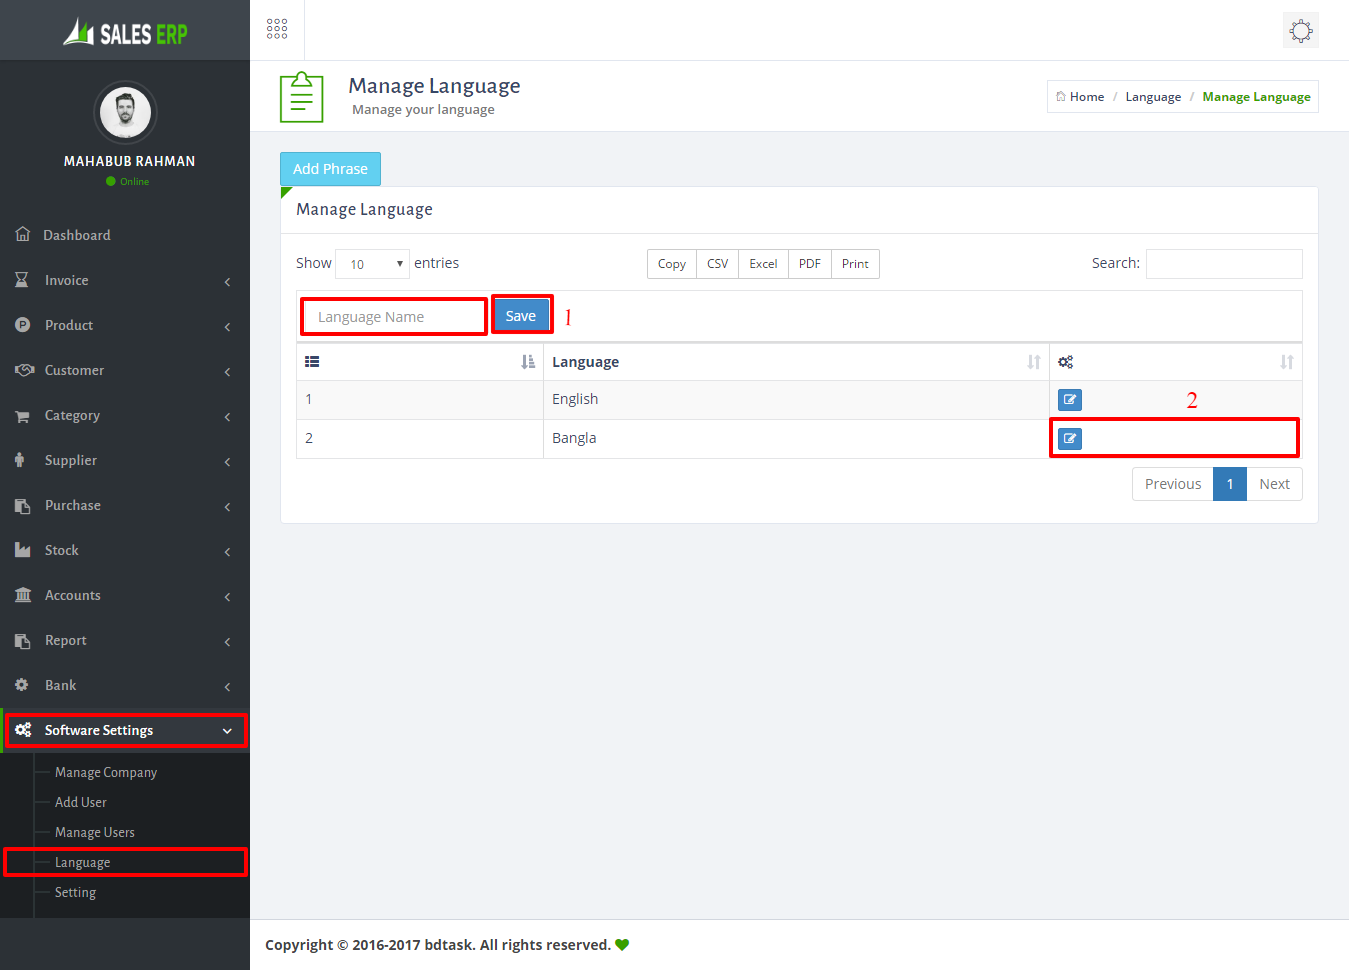 SALES ERP
MAHABUB RAHMAN
Online
Dashboard
Invoice
Product
Customer
Category
Supplier
Purchase
Stock
Accounts
Report
Bank
Software Settings
Manage Company
Add User
Manage Users
Language
Setting
Manage Language
Manage your language
Home / Language / Manage Language
Add Phrase
Manage Language
Show 10 entries
Copy CSV Excel PDF Print
Search:
Language Name Save 1
Language
1 English 2
2 Bangla
Previous 1 Next
Copyright © 2016-2017 bdtask. All rights reserved.